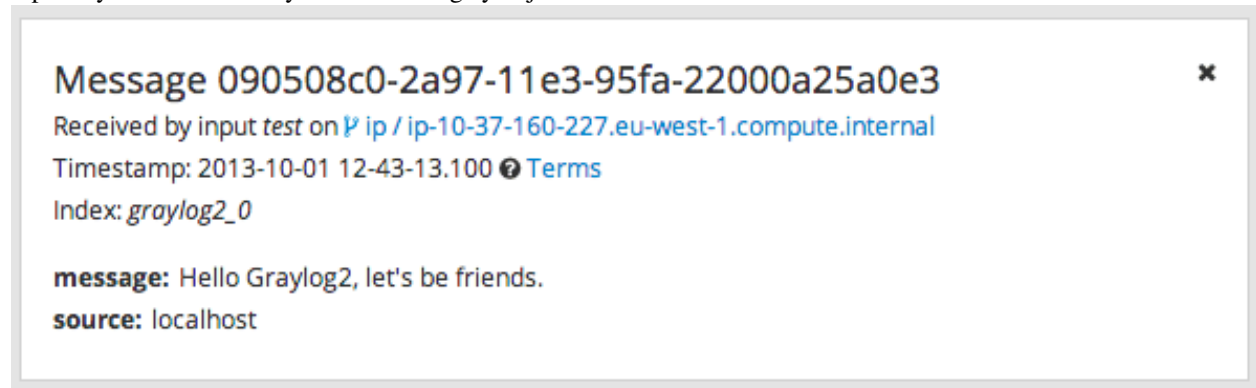 Message 090508c0-2a97-11e3-95fa-22000a25a0e3
Received by input test on ip / ip-10-37-160-227.eu-west-1.compute.internal
Timestamp: 2013-10-01 12-43-13.100 Terms
Index: graylog2_0
message: Hello Graylog2, let's be friends.
source: localhost